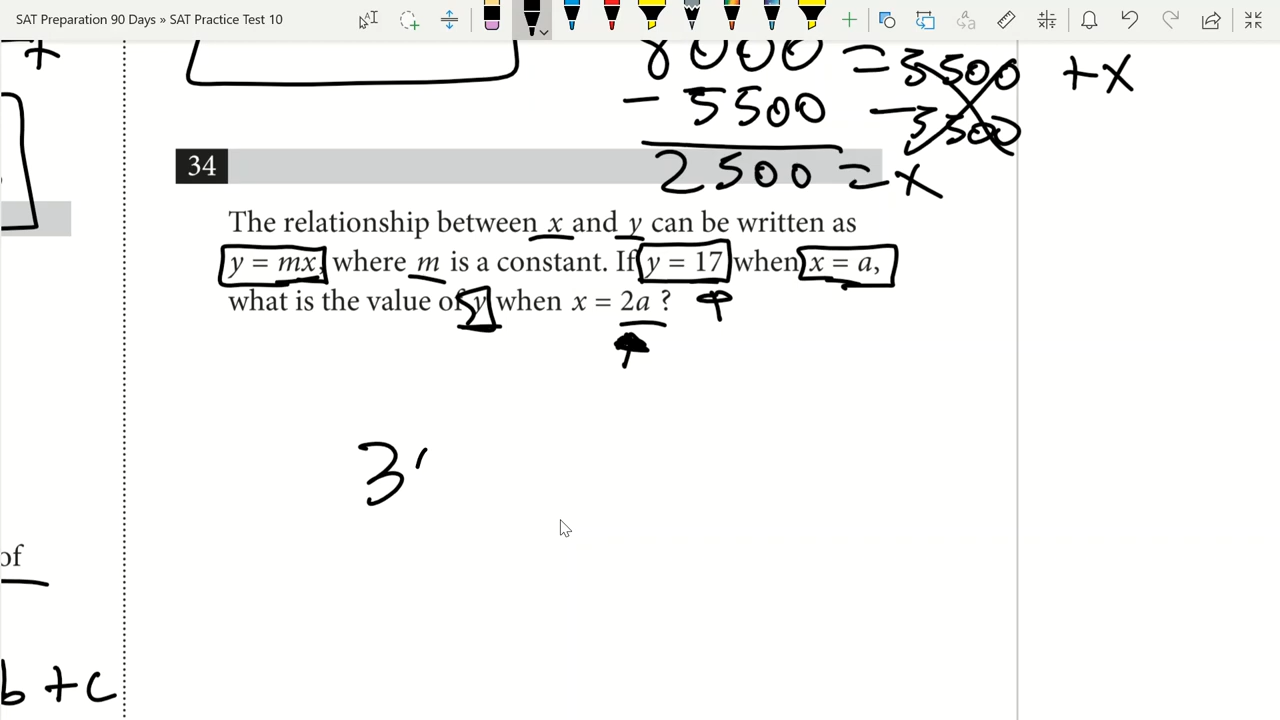 SAT Preparation 90 Days » SAT Practice Test 10
+
8000 = 3500 + x
- 5500 - 3500
2500 = x
34
The relationship between x and y can be written as
y = mx, where m is a constant. If y = 17 when x = a,
what is the value of y when x = 2a ?
3
of
b + c